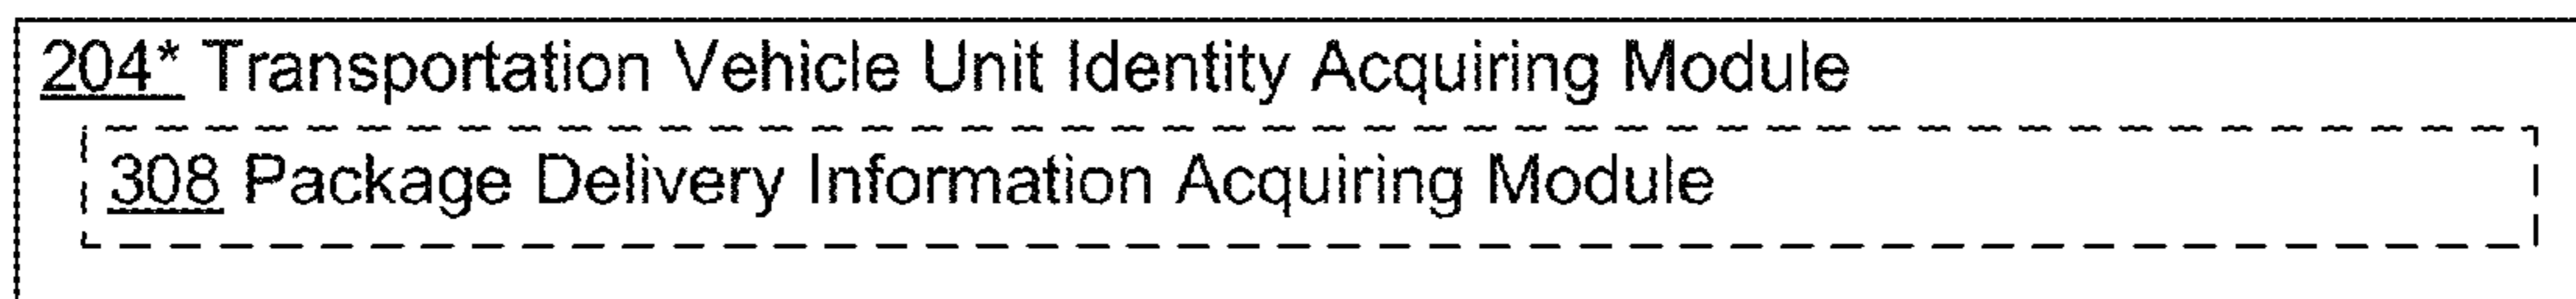 204* Transportation Vehicle Unit Identity Acquiring Module
308 Package Delivery Information Acquiring Module